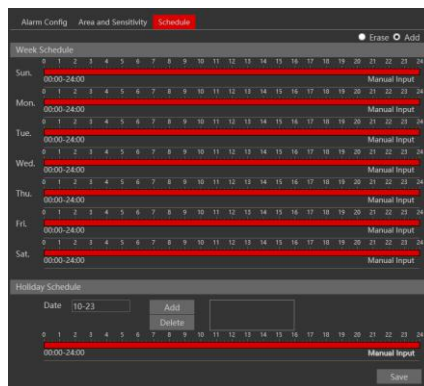 Alarm Config Area and Sensitivity Schedule
Erase Add
Week Schedule
0 1 2 3 4 5 6 7 8 9 10 11 12 13 14 15 16 17 18 19 20 21 22 23 24
Sun.
00:00-24:00 Manual Input
0 1 2 3 4 5 6 7 8 9 10 11 12 13 14 15 16 17 18 19 20 21 22 23 24
Mon.
00:00-24:00 Manual Input
0 1 2 3 4 5 6 7 8 9 10 11 12 13 14 15 16 17 18 19 20 21 22 23 24
Tue.
00:00-24:00 Manual Input
0 1 2 3 4 5 6 7 8 9 10 11 12 13 14 15 16 17 18 19 20 21 22 23 24
Wed.
00:00-24:00 Manual Input
0 1 2 3 4 5 6 7 8 9 10 11 12 13 14 15 16 17 18 19 20 21 22 23 24
Thu.
00:00-24:00 Manual Input
0 1 2 3 4 5 6 7 8 9 10 11 12 13 14 15 16 17 18 19 20 21 22 23 24
Fri.
00:00-24:00 Manual Input
0 1 2 3 4 5 6 7 8 9 10 11 12 13 14 15 16 17 18 19 20 21 22 23 24
Sat.
00:00-24:00 Manual Input
Holiday Schedule
Date 10-23 Add
Delete
0 1 2 3 4 5 6 7 8 9 10 11 12 13 14 15 16 17 18 19 20 21 22 23 24
00:00-24:00 Manual Input
Save